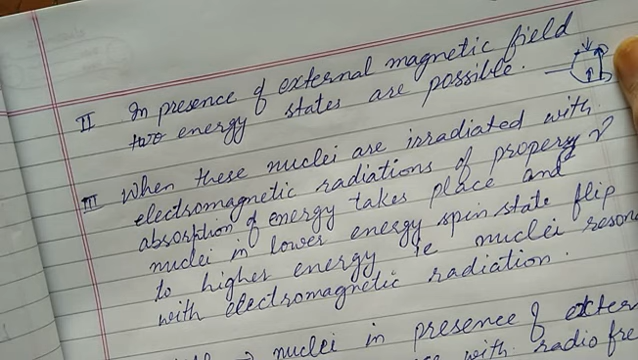 II In presence of external magnetic field
two energy states are possible.
III When these nuclei are irradiated with
electromagnetic radiations of propery ν
absorption of energy takes place and
nuclei in lower energy spin state flip
to higher energy ie nuclei reson
with electromagnetic radiation.
nuclei in presence of exter
with radio fre